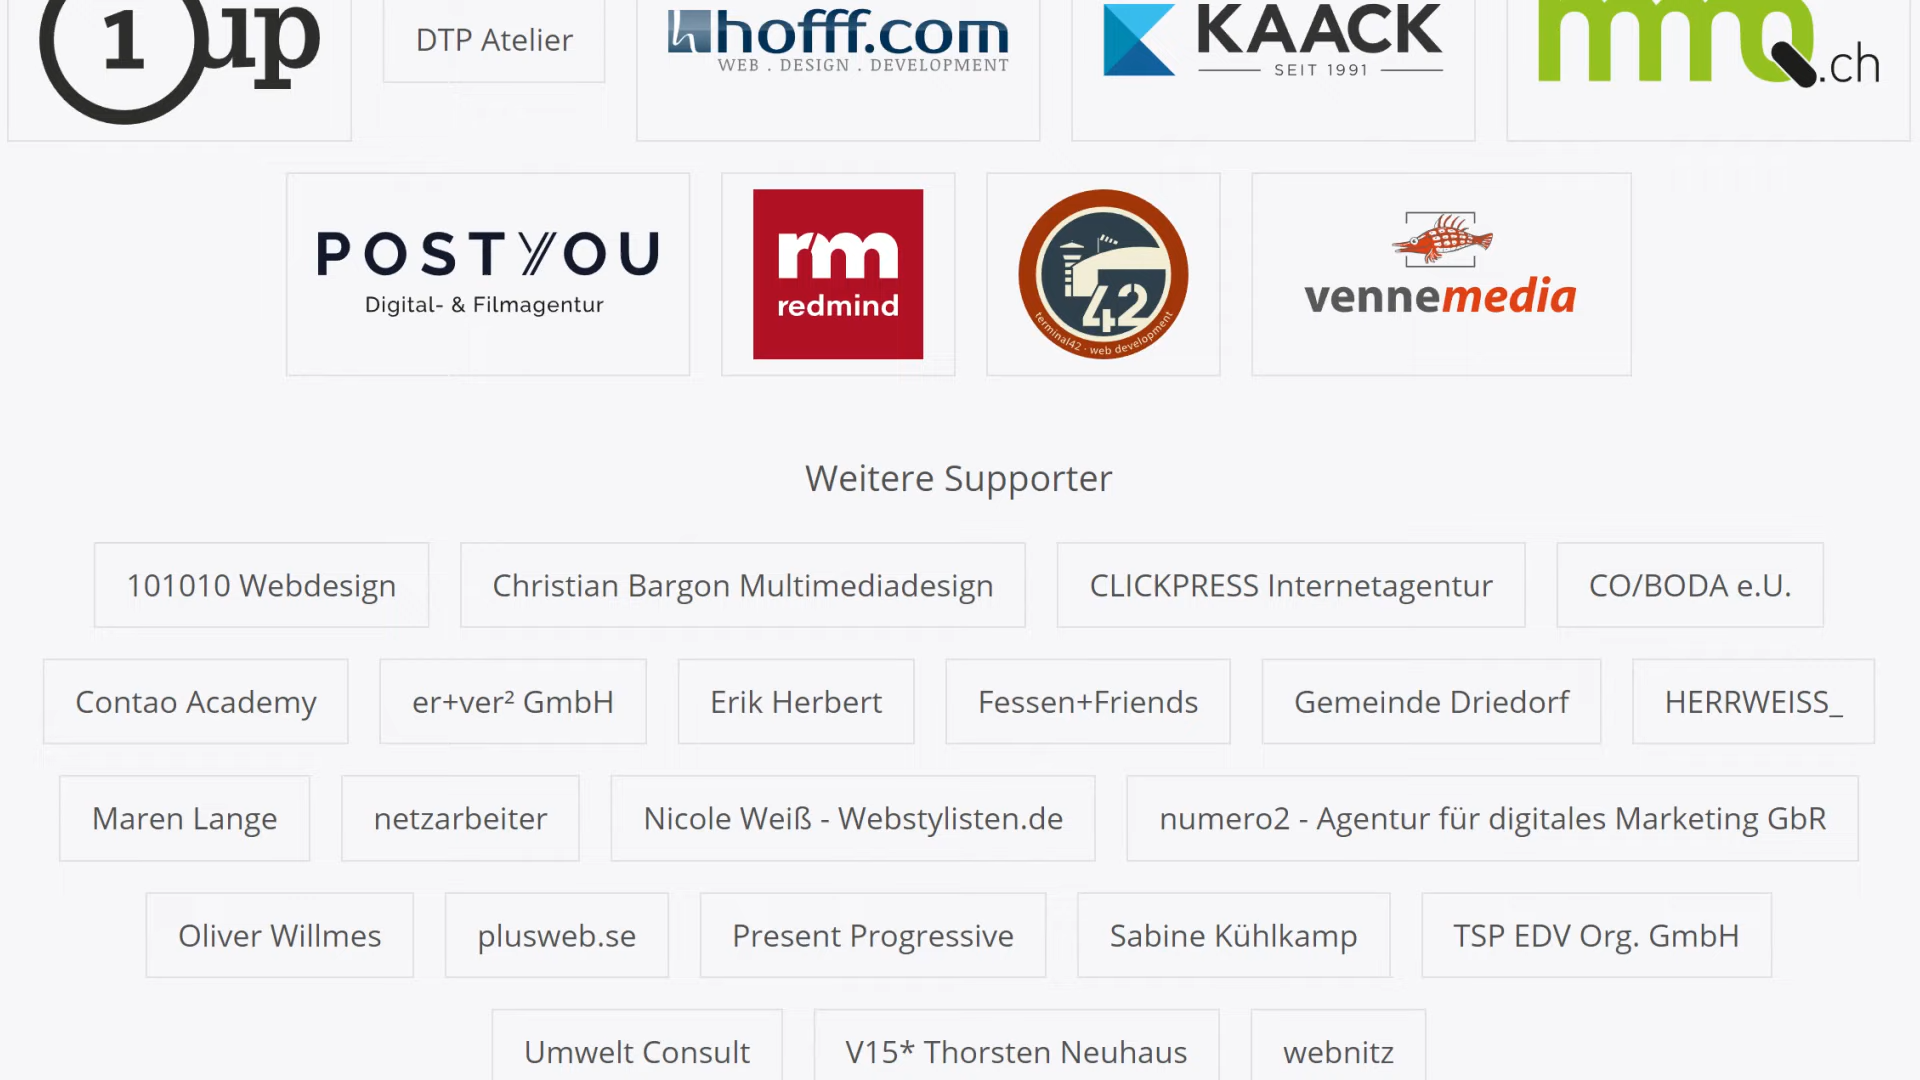 1up
DTP Atelier
hofff.com
WEB . DESIGN . DEVELOPMENT
KAACK
SEIT 1991
.ch
POSTYOU
Digital- & Filmagentur
rm
redmind
42
terminal42 · web development
vennemedia
Weitere Supporter
101010 Webdesign
Christian Bargon Multimediadesign
CLICKPRESS Internetagentur
CO/BODA e.U.
Contao Academy
er+ver² GmbH
Erik Herbert
Fessen+Friends
Gemeinde Driedorf
HERRWEISS_
Maren Lange
netzarbeiter
Nicole Weiß - Webstylisten.de
numero2 - Agentur für digitales Marketing GbR
Oliver Willmes
plusweb.se
Present Progressive
Sabine Kühlkamp
TSP EDV Org. GmbH
Umwelt Consult
V15* Thorsten Neuhaus
webnitz